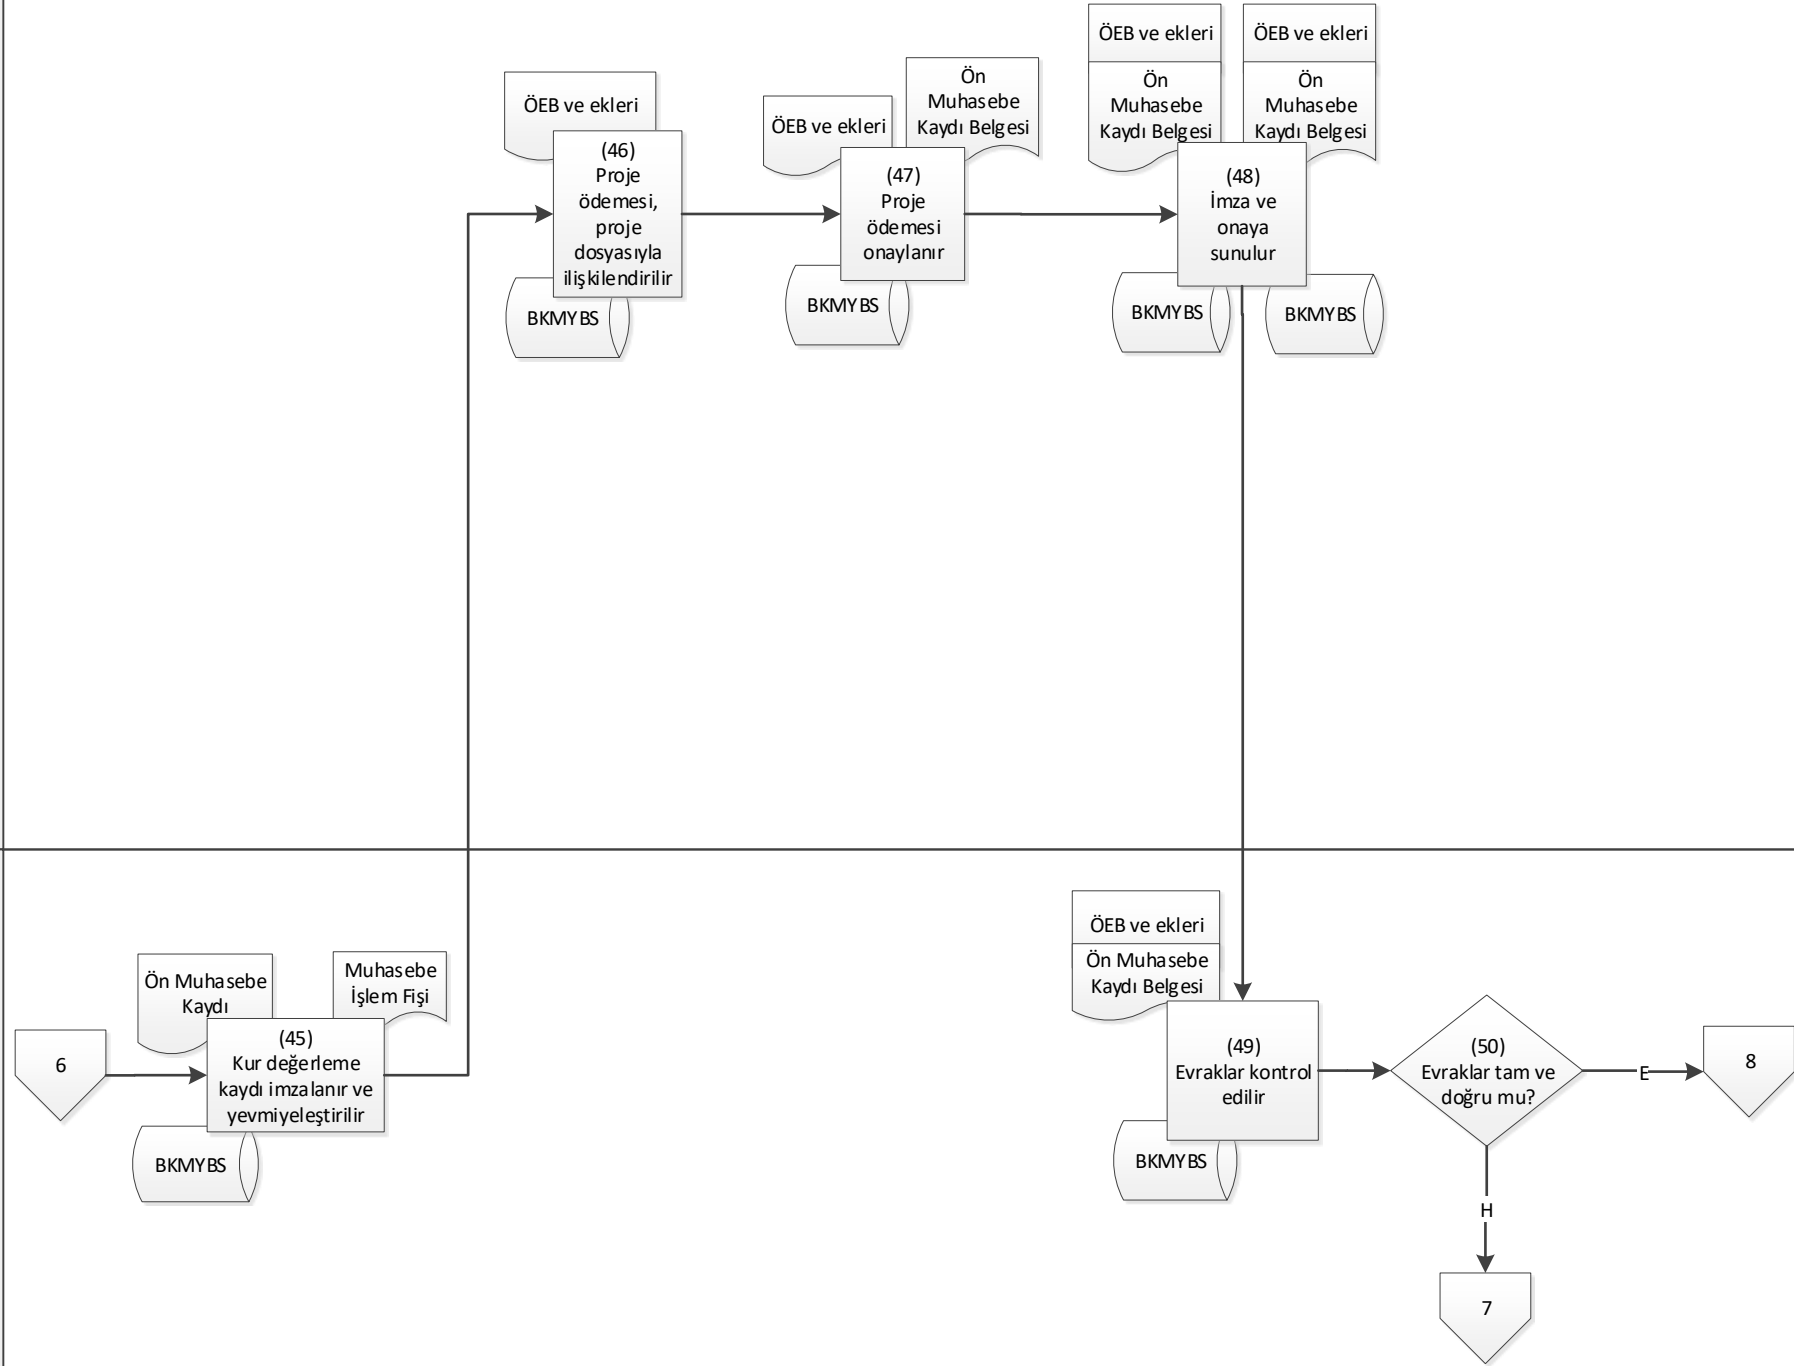 ÖEB ve ekleri
(46)
Proje
ödemesi,
proje
dosyasıyla
ilişkilendirilir
BKMYBS
ÖEB ve ekleri
Ön
Muhasebe
Kaydı Belgesi
(47)
Proje
ödemesi
onaylanır
BKMYBS
ÖEB ve ekleri
Ön
Muhasebe
Kaydı Belgesi
ÖEB ve ekleri
Ön
Muhasebe
Kaydı Belgesi
(48)
İmza ve
onaya
sunulur
BKMYBS
BKMYBS
6
Ön Muhasebe
Kaydı
Muhasebe
İşlem Fişi
(45)
Kur değerleme
kaydı imzalanır ve
yevmiyeleştirilir
BKMYBS
ÖEB ve ekleri
Ön Muhasebe
Kaydı Belgesi
(49)
Evraklar kontrol
edilir
BKMYBS
(50)
Evraklar tam ve
doğru mu?
E
8
H
7